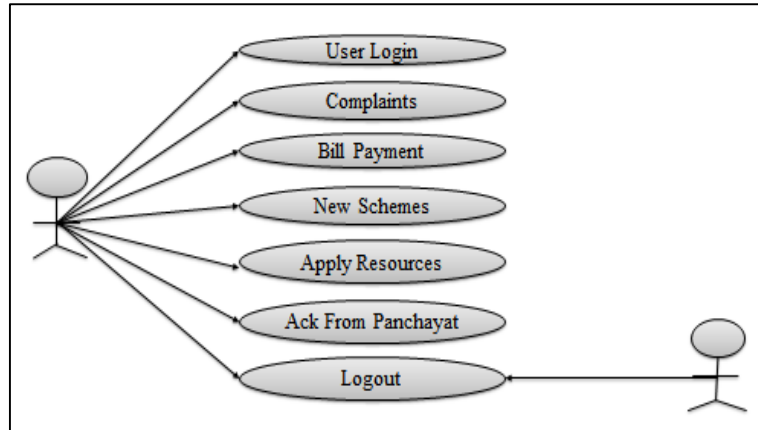 User Login
Complaints
Bill Payment
New Schemes
Apply Resources
Ack From Panchayat
Logout